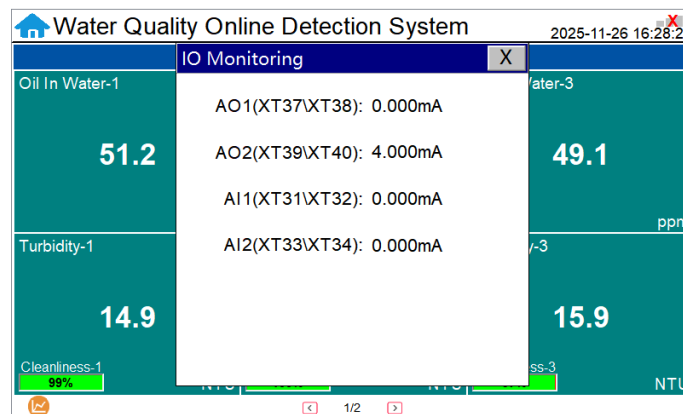 Water Quality Online Detection System
2025-11-26 16:28:2
IO Monitoring X
Oil In Water-1
ater-3
AO1(XT37\XT38): 0.000mA
AO2(XT39\XT40): 4.000mA
51.2
49.1
AI1(XT31\XT32): 0.000mA
ppm
Turbidity-1
AI2(XT33\XT34): 0.000mA
-3
14.9
15.9
Cleanliness-1
ss-3
99%
NTU
1/2